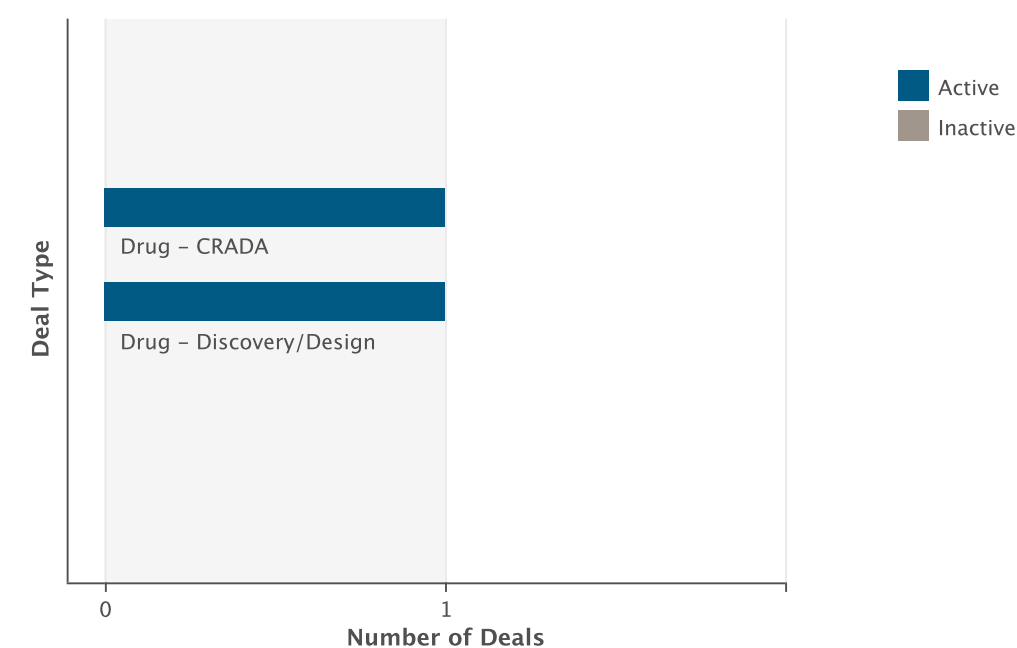 Active
Inactive
Drug – CRADA
Drug – Discovery/Design
Deal Type
0
1
Number of Deals